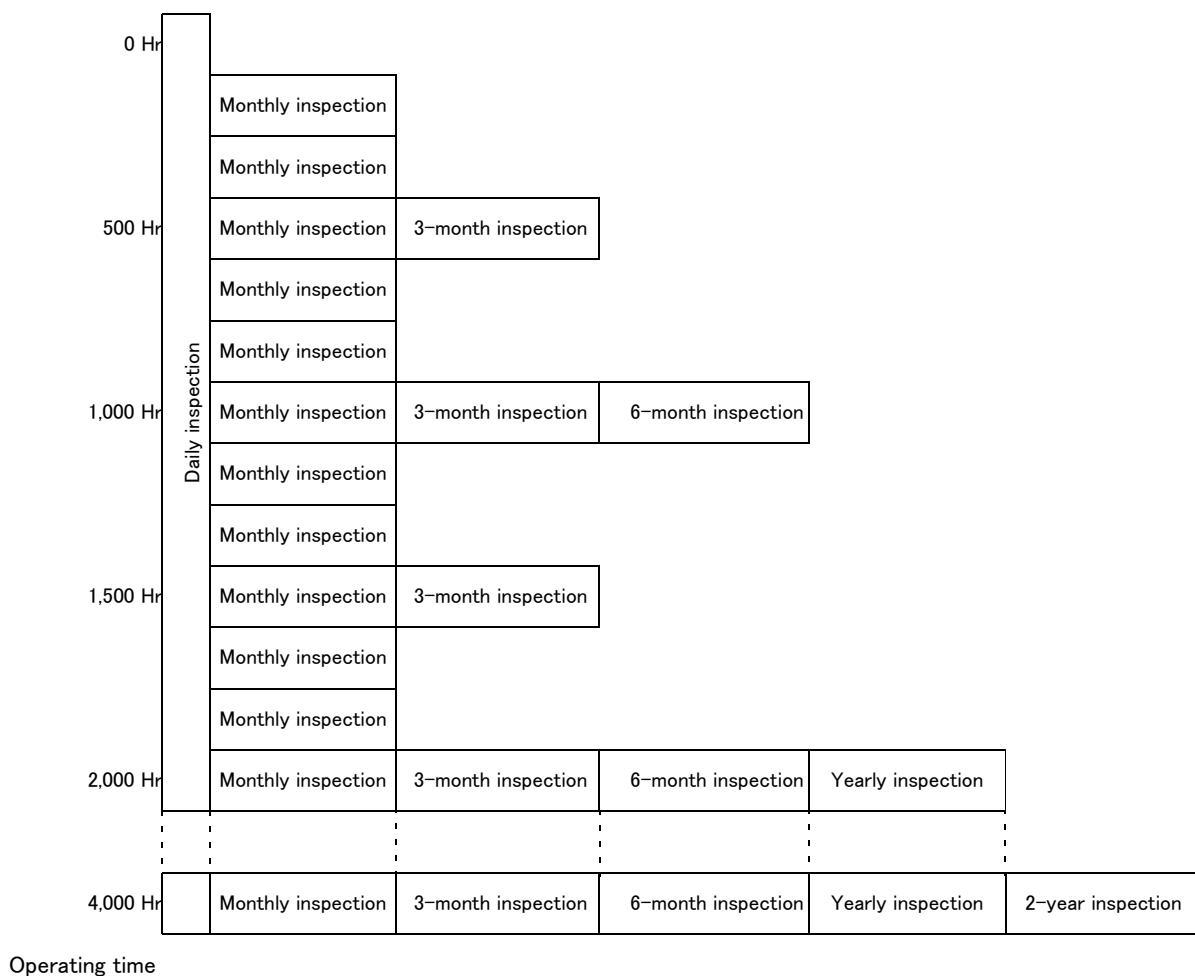 0 Hr
Monthly inspection
Monthly inspection
500 Hr Monthly inspection 3-month inspection
Monthly inspection
Monthly inspection
Daily inspection
1,000 Hr Monthly inspection 3-month inspection 6-month inspection
Monthly inspection
Monthly inspection
1,500 Hr Monthly inspection 3-month inspection
Monthly inspection
Monthly inspection
2,000 Hr Monthly inspection 3-month inspection 6-month inspection Yearly inspection
4,000 Hr Monthly inspection 3-month inspection 6-month inspection Yearly inspection 2-year inspection
Operating time